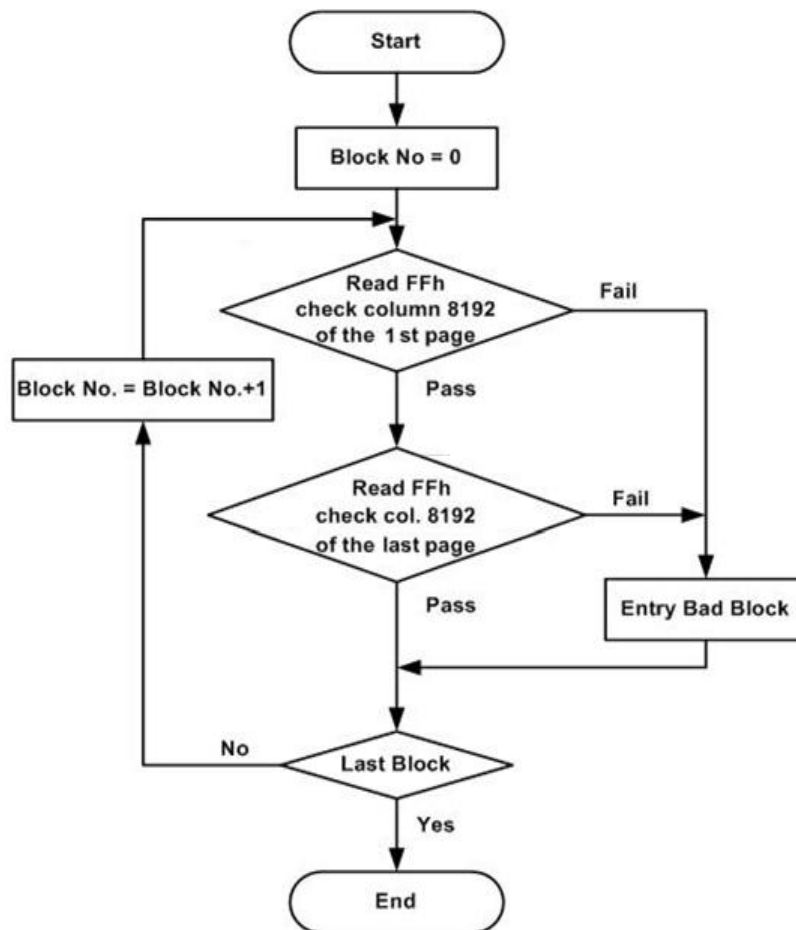 Start
Block No = 0
Read FFh
check column 8192
of the 1st page
Fail
Pass
Block No. = Block No.+1
Read FFh
check col. 8192
of the last page
Fail
Pass
Entry Bad Block
No
Last Block
Yes
End